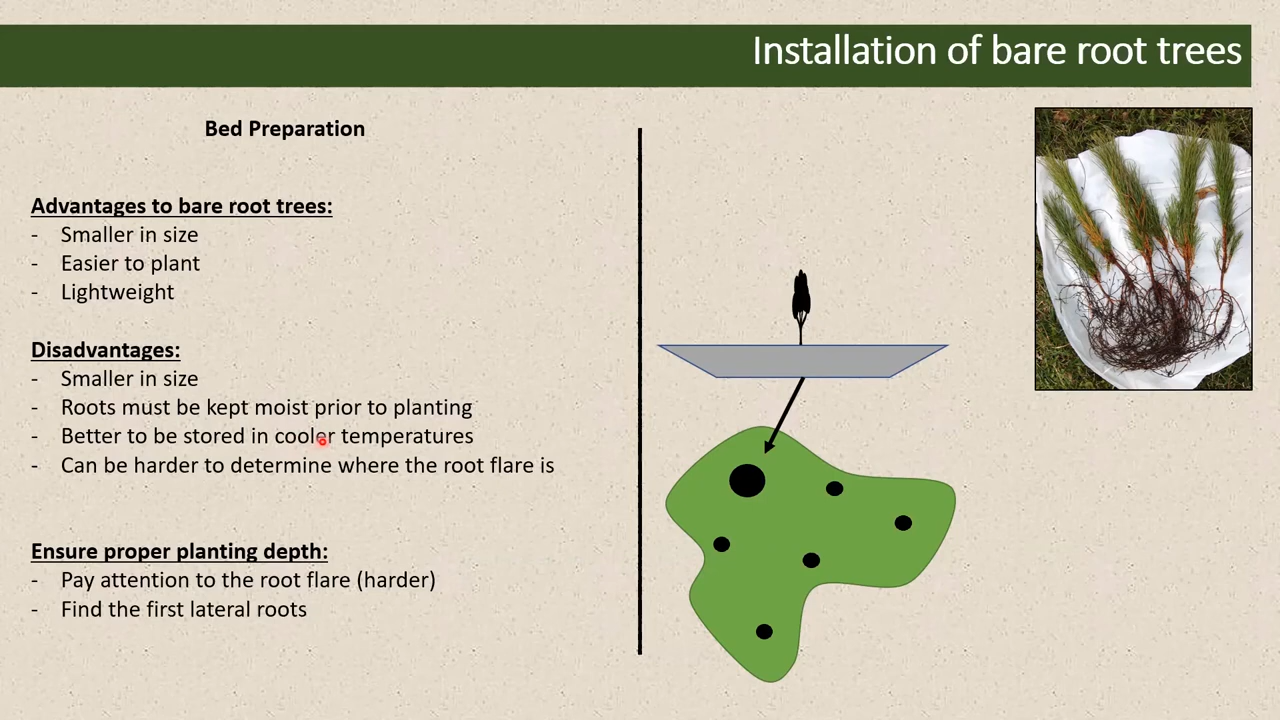 Installation of bare root trees
Bed Preparation
Advantages to bare root trees:
- Smaller in size
- Easier to plant
- Lightweight
Disadvantages:
- Smaller in size
- Roots must be kept moist prior to planting
- Better to be stored in cooler temperatures
- Can be harder to determine where the root flare is
Ensure proper planting depth:
- Pay attention to the root flare (harder)
- Find the first lateral roots